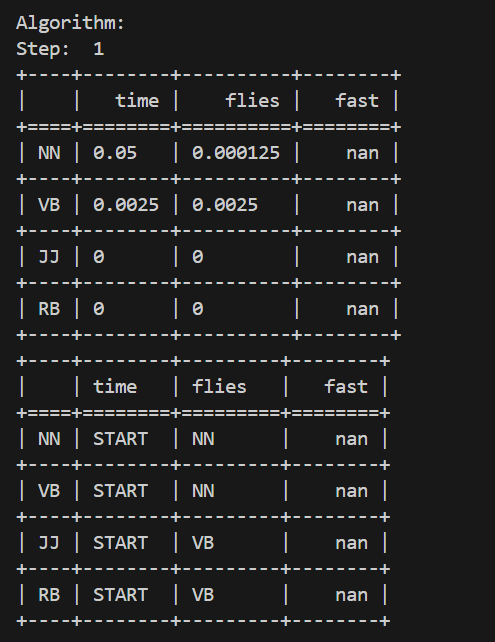 Algorithm:
Step:  1
+----+--------+----------+--------+
|    |   time |    flies |   fast |
+====+========+==========+========+
| NN | 0.05   | 0.000125 |    nan |
+----+--------+----------+--------+
| VB | 0.0025 | 0.0025   |    nan |
+----+--------+----------+--------+
| JJ | 0      | 0        |    nan |
+----+--------+----------+--------+
| RB | 0      | 0        |    nan |
+----+--------+----------+--------+
+----+--------+---------+--------+
|    | time   | flies   |   fast |
+====+========+=========+========+
| NN | START  | NN      |    nan |
+----+--------+---------+--------+
| VB | START  | NN      |    nan |
+----+--------+---------+--------+
| JJ | START  | VB      |    nan |
+----+--------+---------+--------+
| RB | START  | VB      |    nan |
+----+--------+---------+--------+